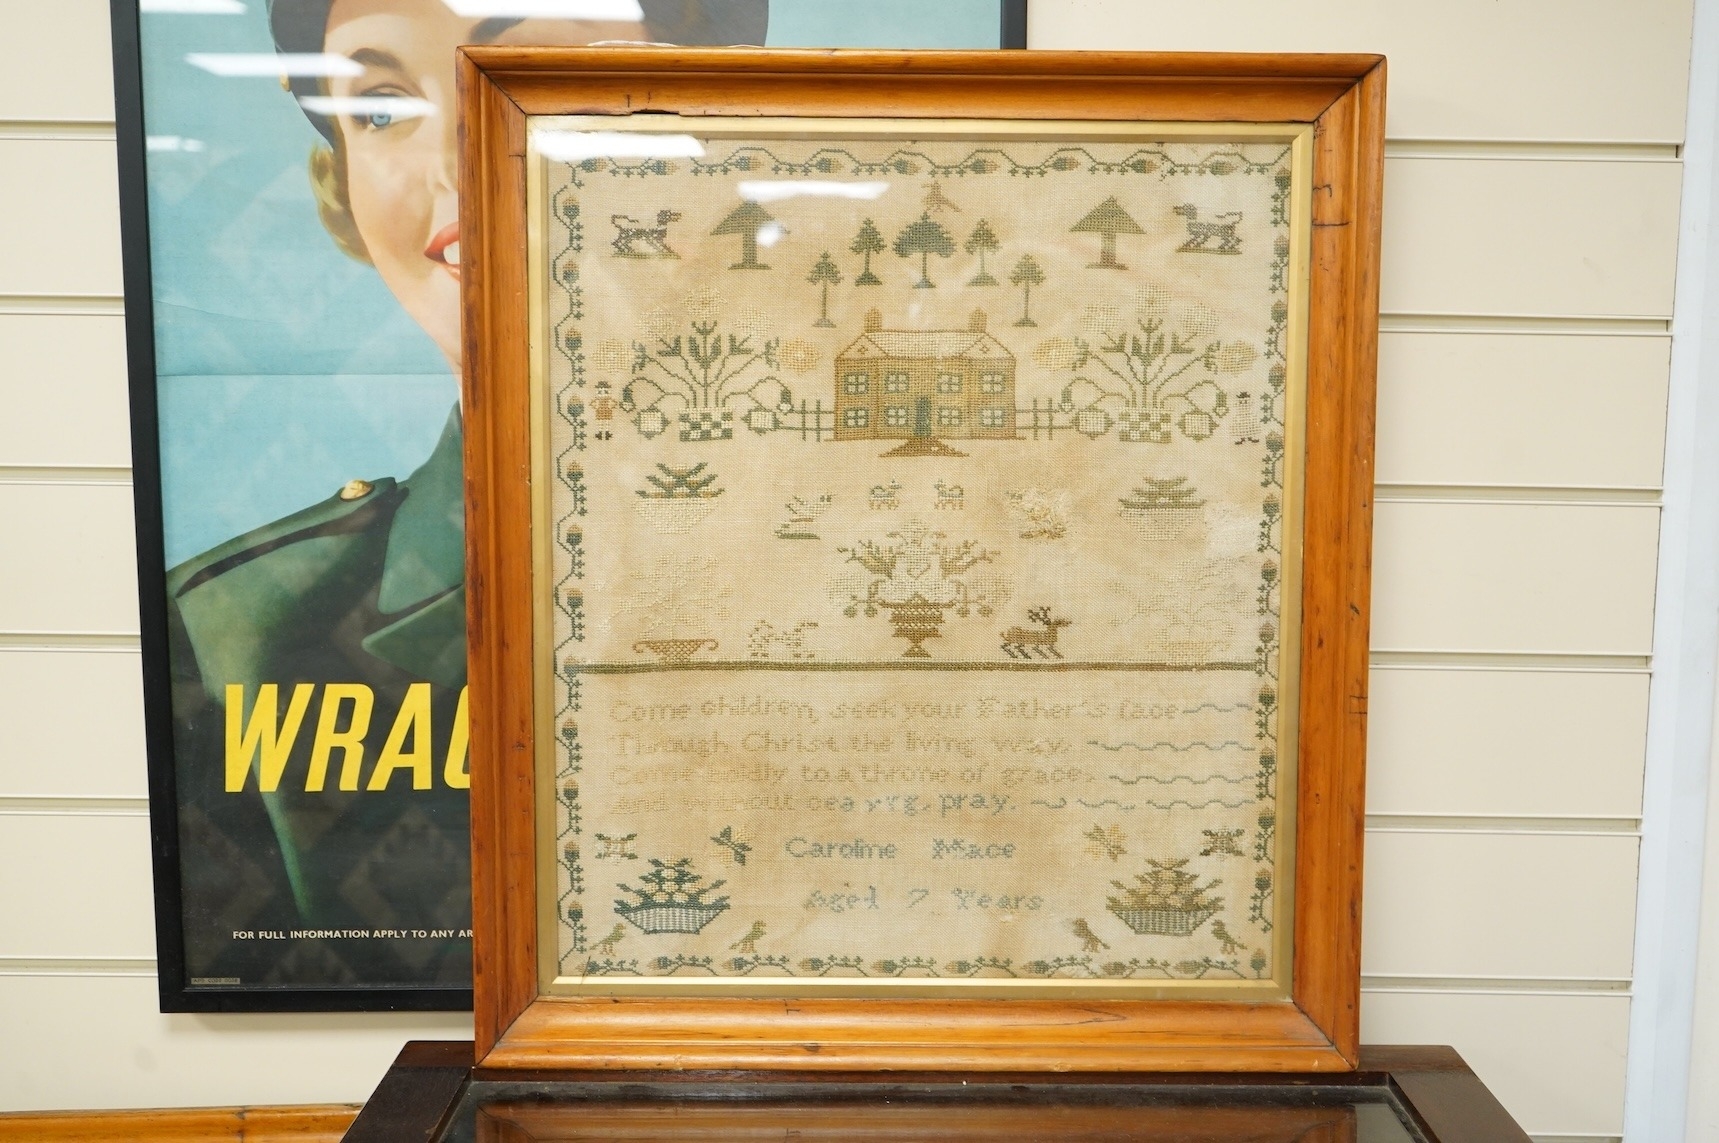 WRAC
FOR FULL INFORMATION APPLY TO ANY AR
Come children, seek your Father's face
Through Christ the living way,
Come boldly to a throne of grace,
And without pray.
Caroline Mace
Aged 7 Years